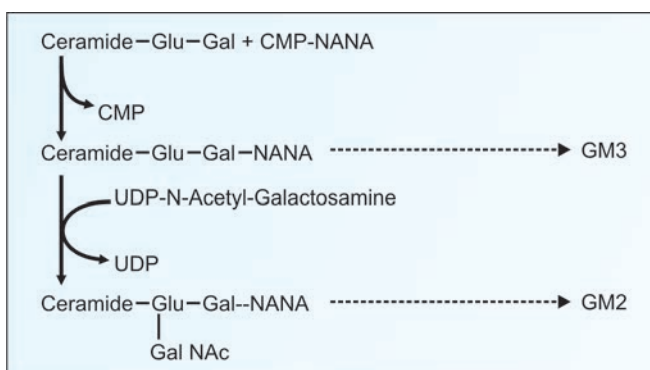 Ceramide–Glu–Gal + CMP-NANA
CMP
Ceramide–Glu–Gal–NANA GM3
UDP-N-Acetyl-Galactosamine
UDP
Ceramide–Glu–Gal--NANA GM2
Gal NAc